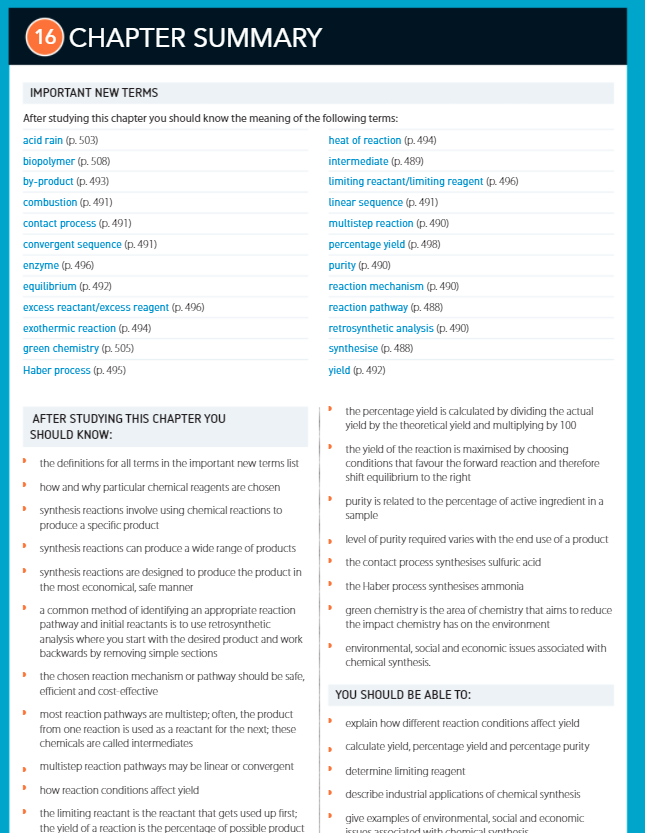 16 CHAPTER SUMMARY
IMPORTANT NEW TERMS
After studying this chapter you should know the meaning of the following terms:
acid rain (p. 503)
biopolymer (p. 508)
by-product (p. 493)
combustion (p. 491)
contact process (p. 491)
convergent sequence (p. 491)
enzyme (p. 496)
equilibrium (p. 492)
excess reactant/excess reagent (p. 496)
exothermic reaction (p. 494)
green chemistry (p. 505)
Haber process (p. 495)
heat of reaction (p. 494)
intermediate (p. 489)
limiting reactant/limiting reagent (p. 496)
linear sequence (p. 491)
multistep reaction (p. 490)
percentage yield (p. 498)
purity (p. 490)
reaction mechanism (p. 490)
reaction pathway (p. 488)
retrosynthetic analysis (p. 490)
synthesise (p. 488)
yield (p. 492)
AFTER STUDYING THIS CHAPTER YOU
SHOULD KNOW:
the definitions for all terms in the important new terms list
how and why particular chemical reagents are chosen
synthesis reactions involve using chemical reactions to
produce a specific product
synthesis reactions can produce a wide range of products
synthesis reactions are designed to produce the product in
the most economical, safe manner
a common method of identifying an appropriate reaction
pathway and initial reactants is to use retrosynthetic
analysis where you start with the desired product and work
backwards by removing simple sections
the chosen reaction mechanism or pathway should be safe,
efficient and cost-effective
most reaction pathways are multistep; often, the product
from one reaction is used as a reactant for the next; these
chemicals are called intermediates
multistep reaction pathways may be linear or convergent
how reaction conditions affect yield
the limiting reactant is the reactant that gets used up first;
the yield of a reaction is the percentage of possible product
the percentage yield is calculated by dividing the actual
yield by the theoretical yield and multiplying by 100
the yield of the reaction is maximised by choosing
conditions that favour the forward reaction and therefore
shift equilibrium to the right
purity is related to the percentage of active ingredient in a
sample
level of purity required varies with the end use of a product
the contact process synthesises sulfuric acid
the Haber process synthesises ammonia
green chemistry is the area of chemistry that aims to reduce
the impact chemistry has on the environment
environmental, social and economic issues associated with
chemical synthesis.
YOU SHOULD BE ABLE TO:
explain how different reaction conditions affect yield
calculate yield, percentage yield and percentage purity
determine limiting reagent
describe industrial applications of chemical synthesis
give examples of environmental, social and economic
issues associated with chemical synthesis